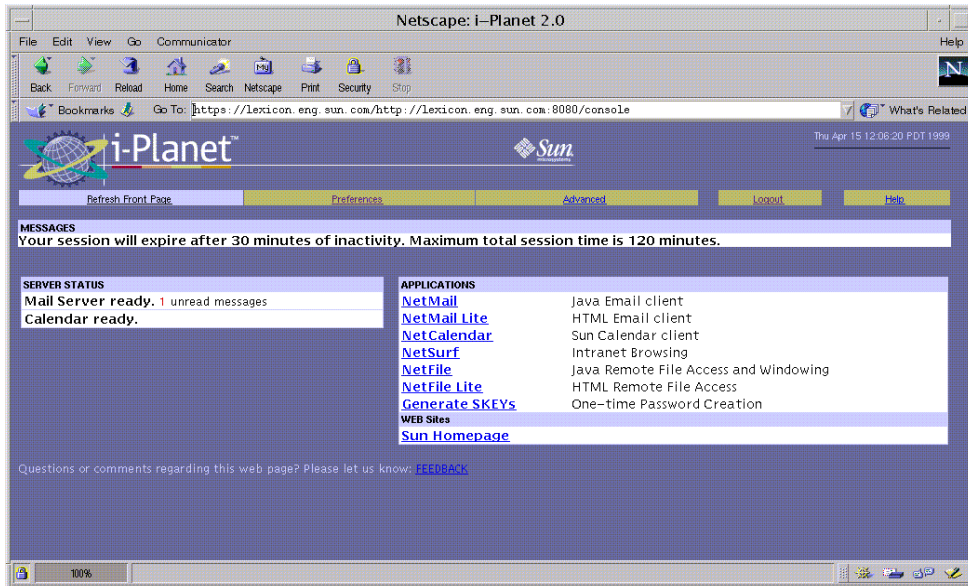 Netscape: i-Planet 2.0
File Edit View Go Communicator Help
Back Forward Reload Home Search Netscape Print Security Stop
My
N
Bookmarks Go To: https://lexicon.eng.sun.com/http://lexicon.eng.sun.com:8080/console What's Related
i-Planet™
Sun
microsystems
Thu Apr 15 12:06:20 PDT 1999
Refresh Front Page Preferences Advanced Logout Help
MESSAGES
Your session will expire after 30 minutes of inactivity. Maximum total session time is 120 minutes.
SERVER STATUS
Mail Server ready. 1 unread messages
Calendar ready.
APPLICATIONS
NetMail Java Email client
NetMail Lite HTML Email client
NetCalendar Sun Calendar client
NetSurf Intranet Browsing
NetFile Java Remote File Access and Windowing
NetFile Lite HTML Remote File Access
Generate SKEYs One-time Password Creation
WEB Sites
Sun Homepage
Questions or comments regarding this web page? Please let us know: FEEDBACK
100%